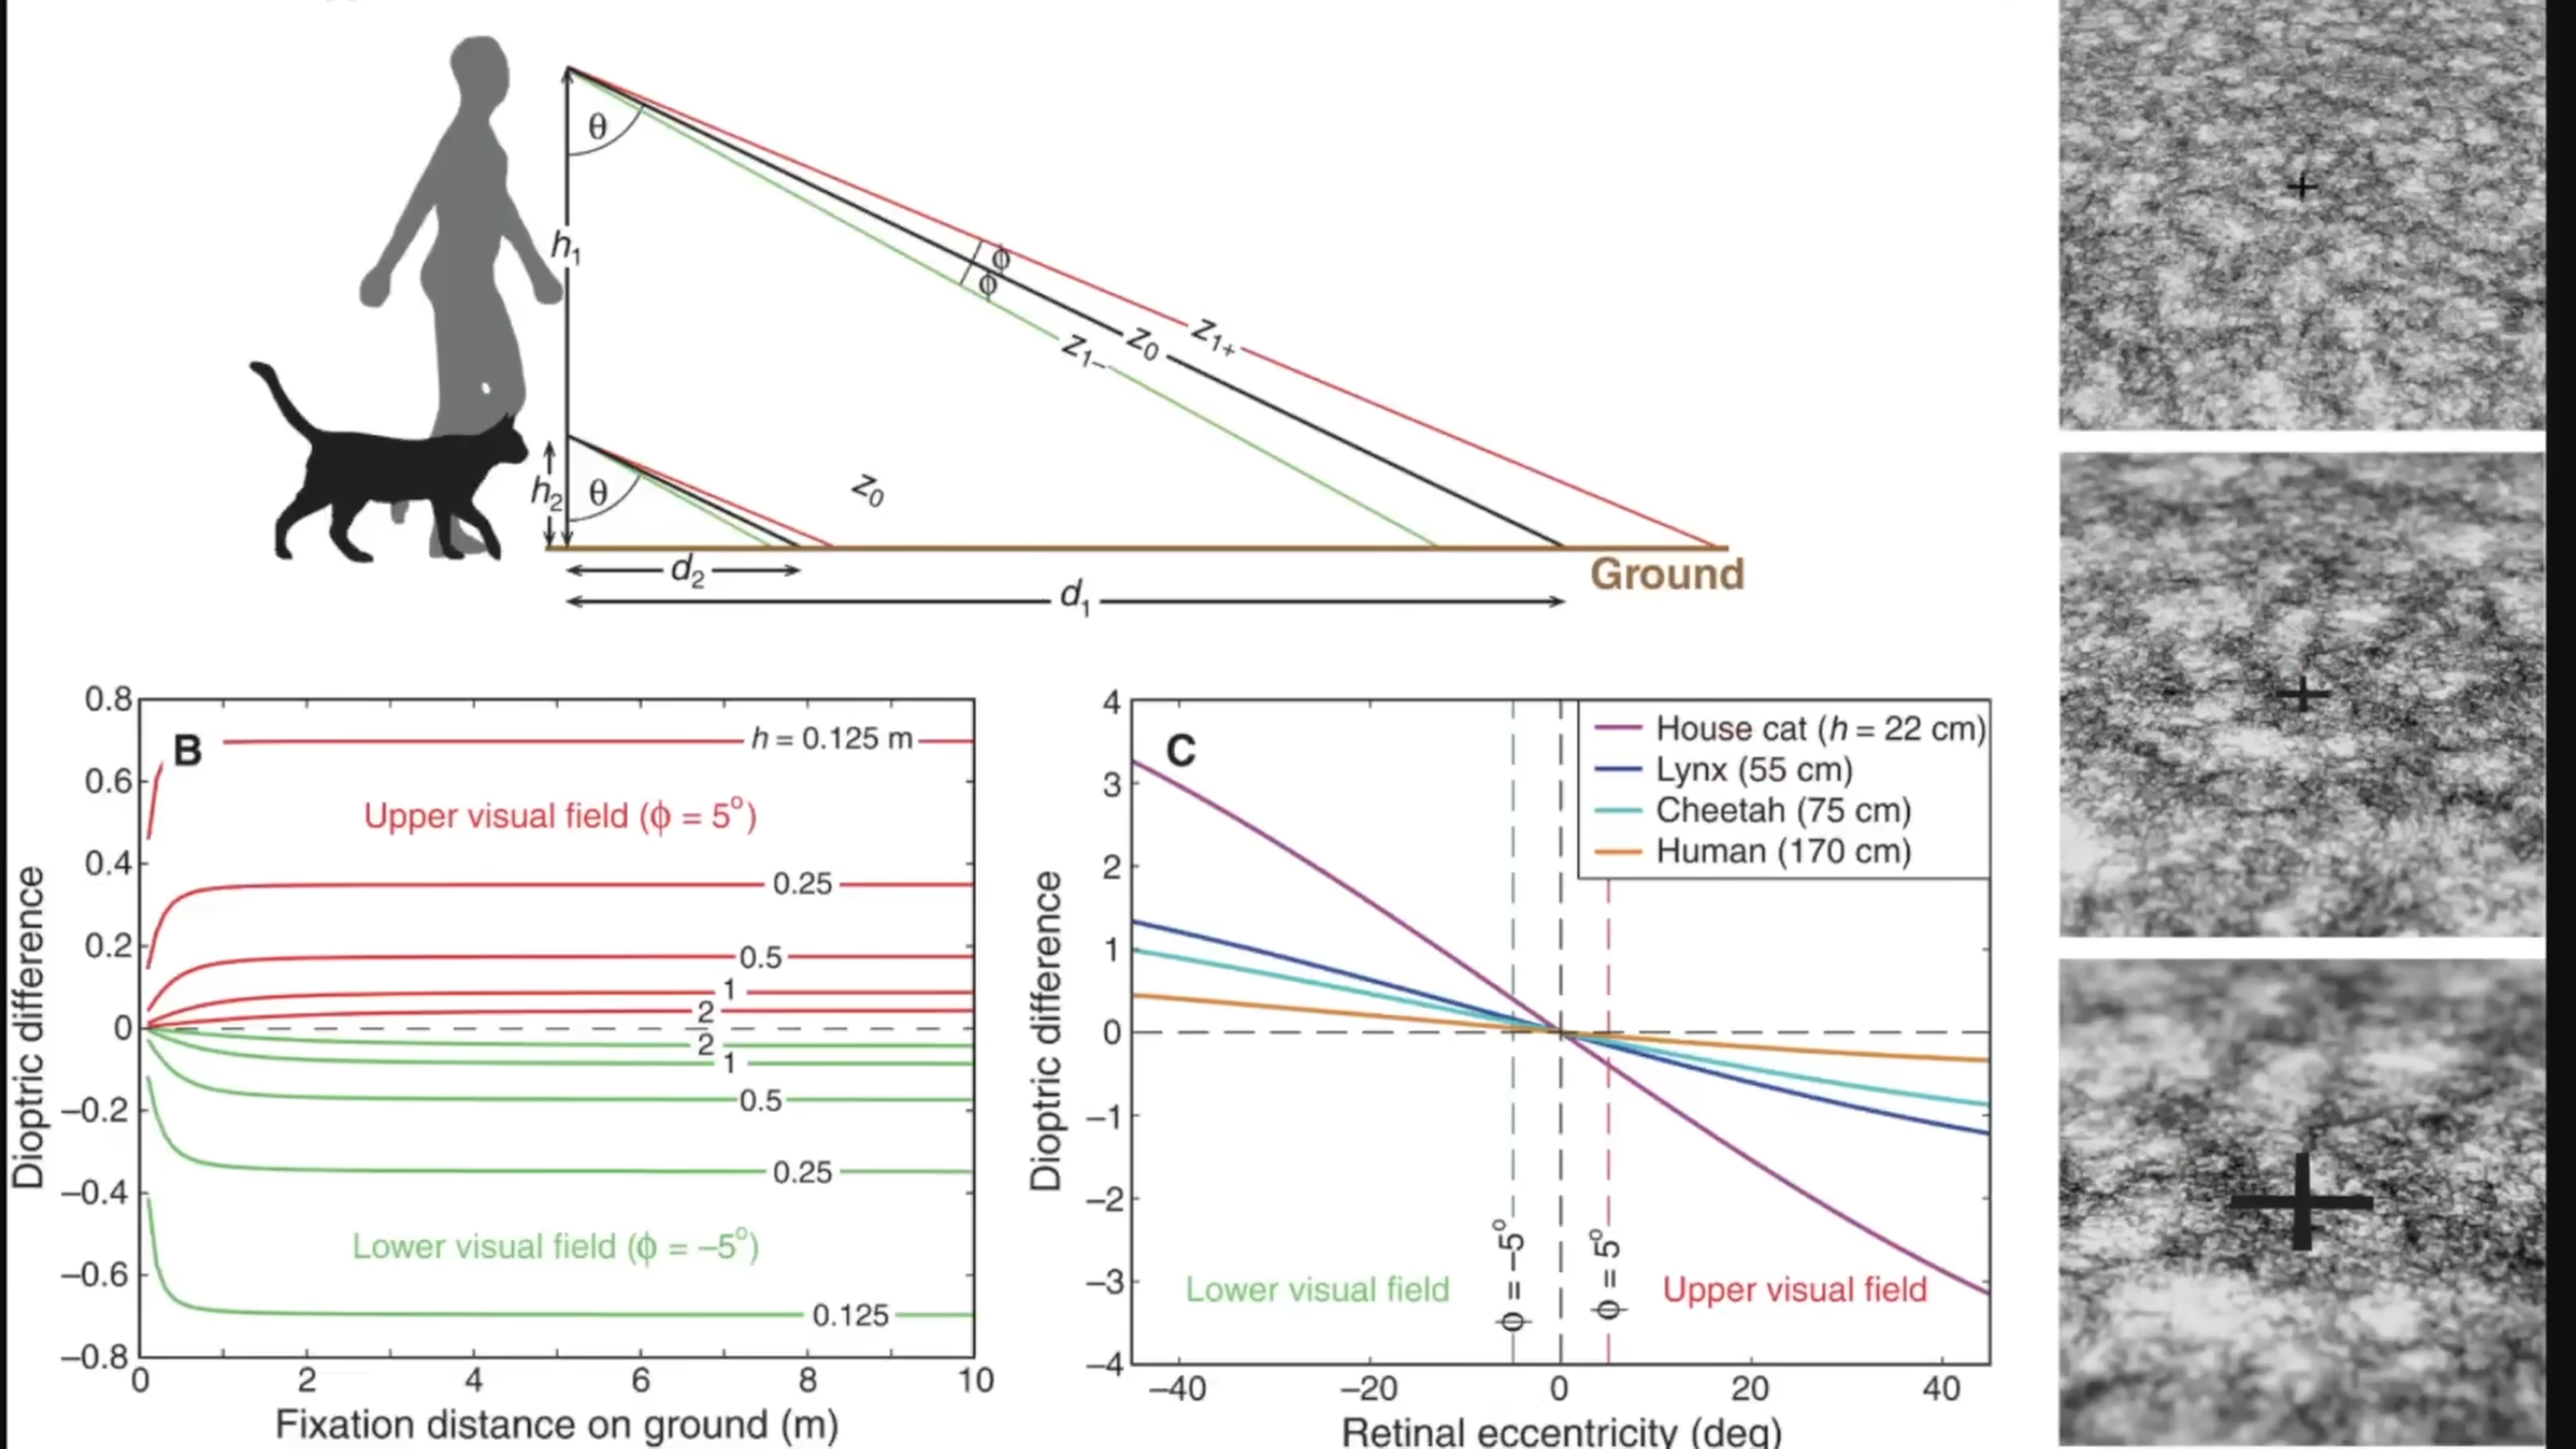 θ
h1
ϕ
ϕ
z1+
z0
z1–
h2
θ
z0
d2
Ground
d1
B
0.8
0.6
0.4
0.2
0
–0.2
–0.4
–0.6
–0.8
h = 0.125 m
Upper visual field (ϕ = 5°)
0.25
0.5
1
2
2
1
0.5
0.25
Lower visual field (ϕ = –5°)
0.125
0 2 4 6 8 10
Dioptric difference
Fixation distance on ground (m)
C
4
3
2
1
0
–1
–2
–3
–4
House cat (h = 22 cm)
Lynx (55 cm)
Cheetah (75 cm)
Human (170 cm)
ϕ = –5°
ϕ = 5°
Lower visual field
Upper visual field
–40 –20 0 20 40
Dioptric difference
Retinal eccentricity (deg)